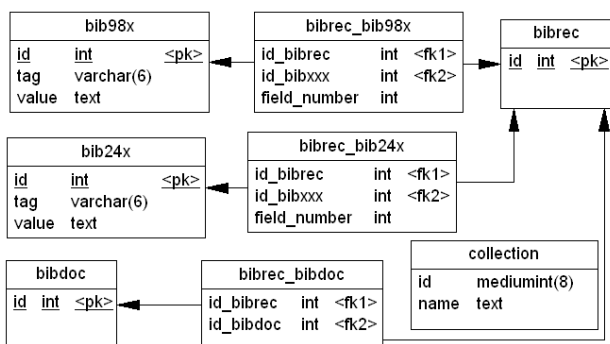 bib98x
id int <pk>
tag varchar(6)
value text
bibrec_bib98x
id_bibrec int <fk1>
id_bibxxx int <fk2>
field_number int
bibrec
id int <pk>
bib24x
id int <pk>
tag varchar(6)
value text
bibrec_bib24x
id_bibrec int <fk1>
id_bibxxx int <fk2>
field_number int
collection
id mediumint(8)
name text
bibdoc
id int <pk>
bibrec_bibdoc
id_bibrec int <fk1>
id_bibdoc int <fk2>